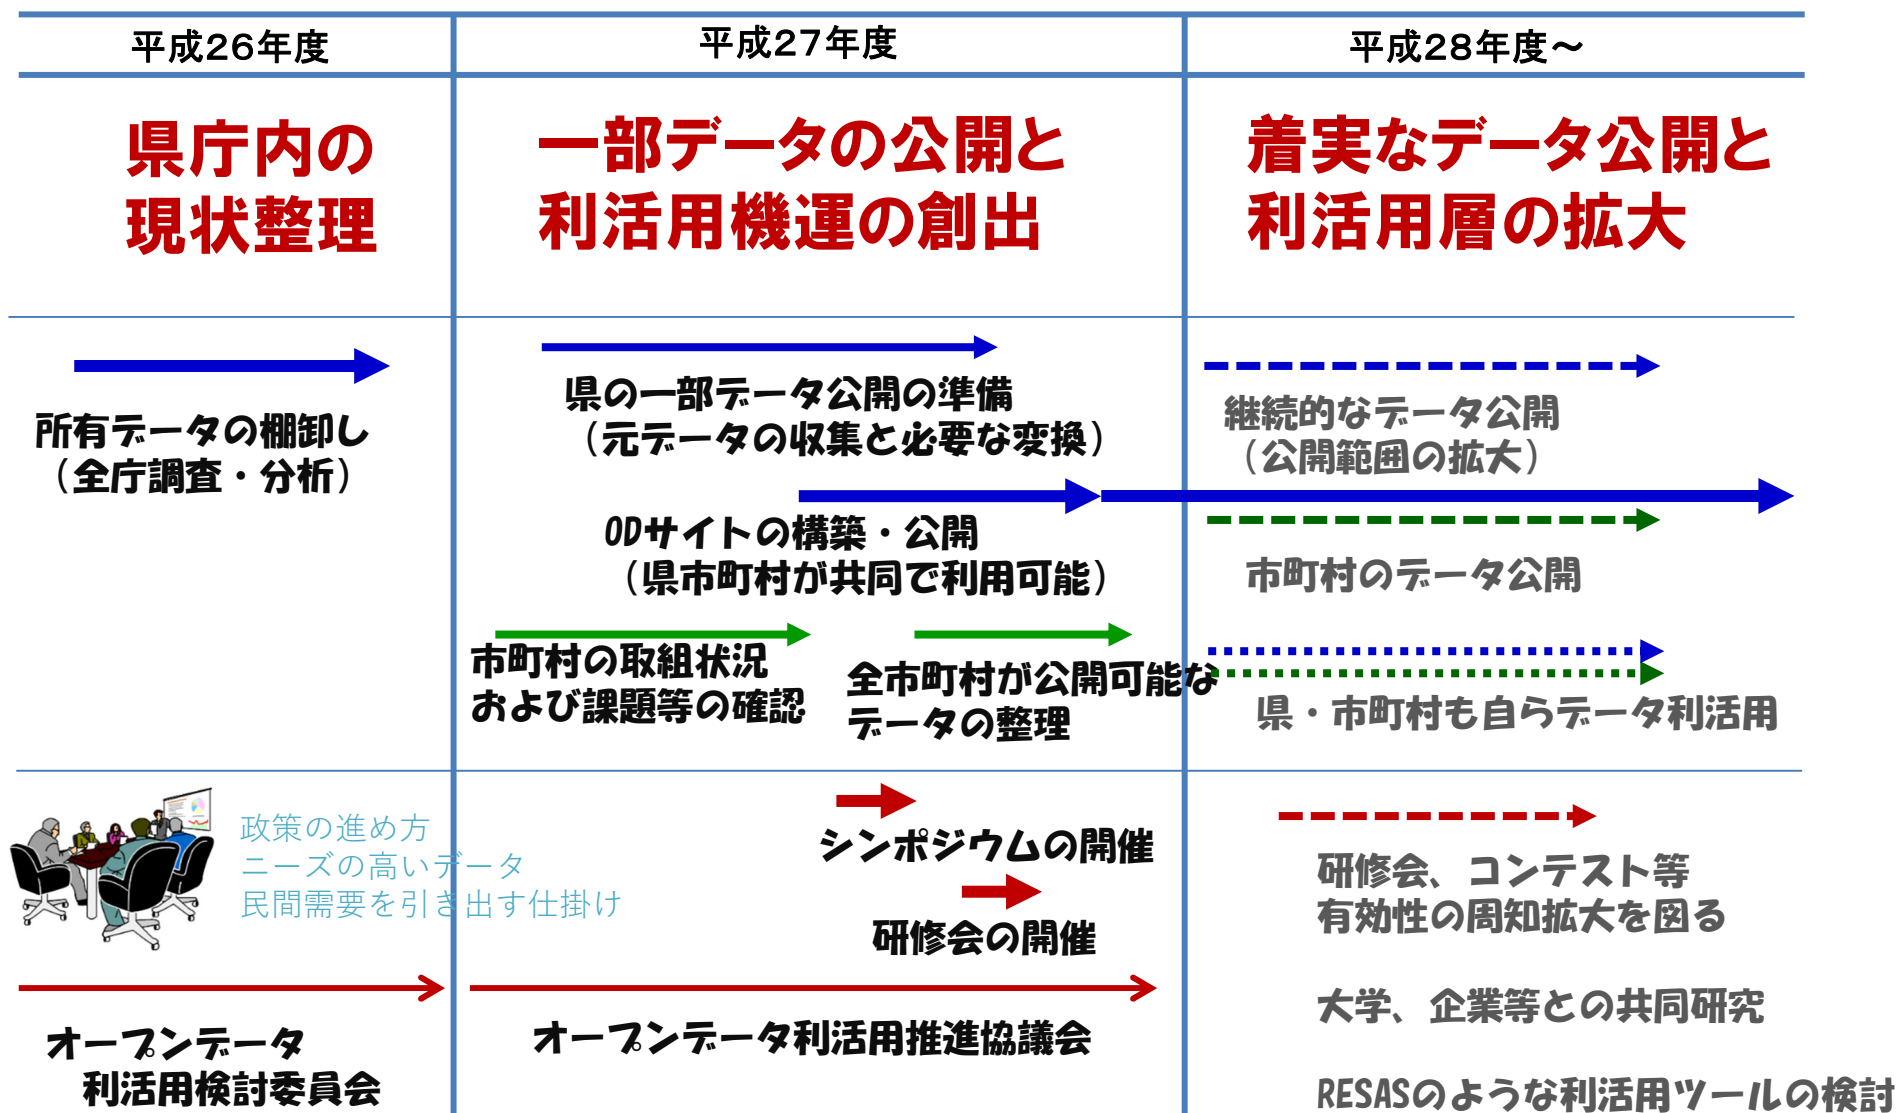 平成26年度
平成27年度
平成28年度～
県庁内の
現状整理
一部データの公開と
利活用機運の創出
着実なデータ公開と
利活用層の拡大
所有データの棚卸し
（全庁調査・分析）
県の一部データ公開の準備
（元データの収集と必要な変換）
ODサイトの構築・公開
（県市町村が共同で利用可能）
市町村の取組状況
および課題等の確認
全市町村が公開可能な
データの整理
継続的なデータ公開
（公開範囲の拡大）
市町村のデータ公開
県・市町村も自らデータ利活用
政策の進め方
ニーズの高いデータ
民間需要を引き出す仕掛け
オープンデータ
利活用検討委員会
シンポジウムの開催
研修会の開催
オープンデータ利活用推進協議会
研修会、コンテスト等
有効性の周知拡大を図る
大学、企業等との共同研究
RESASのような利活用ツールの検討